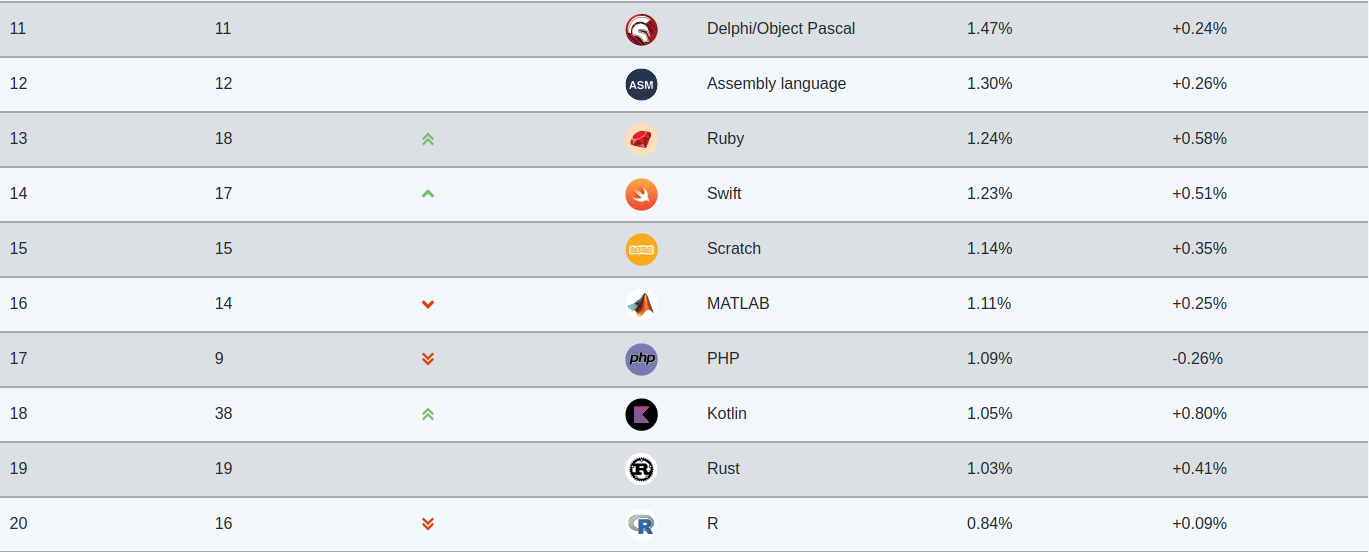 11 11 Delphi/Object Pascal 1.47% +0.24%
12 12 ASM Assembly language 1.30% +0.26%
13 18 Ruby 1.24% +0.58%
14 17 Swift 1.23% +0.51%
15 15 Scratch 1.14% +0.35%
16 14 MATLAB 1.11% +0.25%
17 9 php PHP 1.09% -0.26%
18 38 Kotlin 1.05% +0.80%
19 19 R Rust 1.03% +0.41%
20 16 R R 0.84% +0.09%